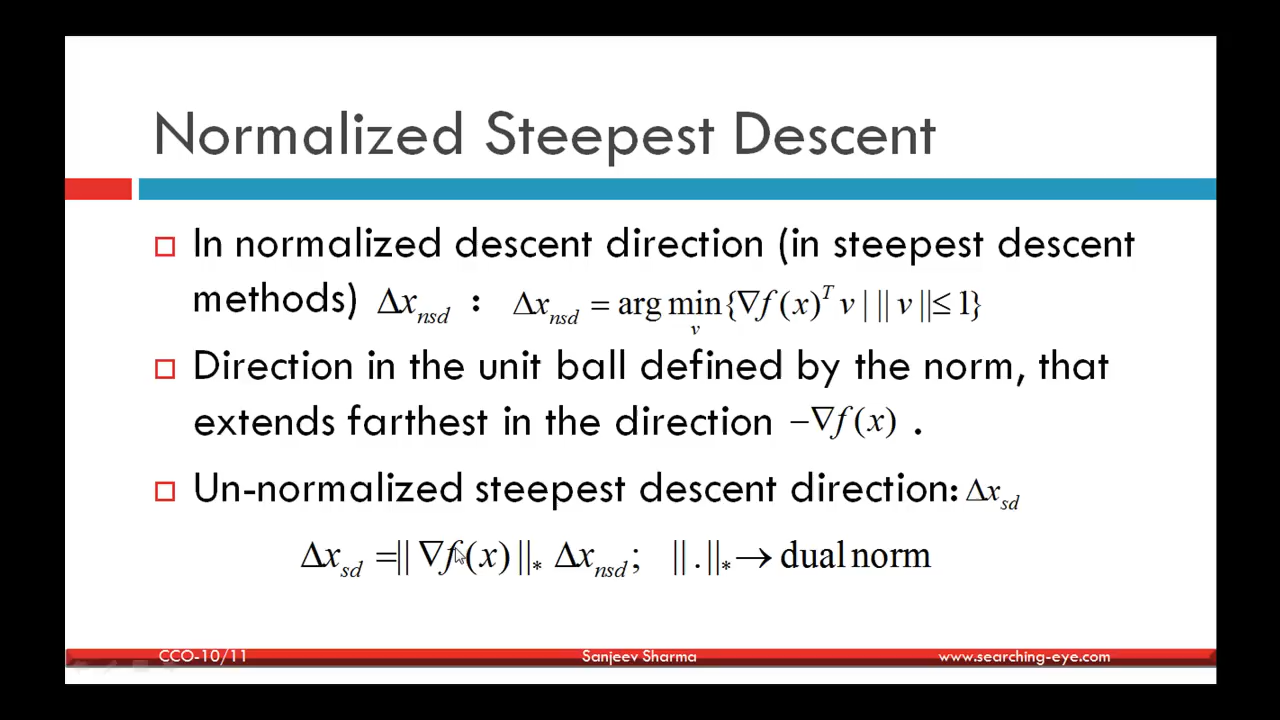 Normalized Steepest Descent
In normalized descent direction (in steepest descent
methods) Δx_nsd : Δx_nsd = arg min_v {∇f(x)^T v | || v ||≤ 1}
Direction in the unit ball defined by the norm, that
extends farthest in the direction −∇f(x) .
Un-normalized steepest descent direction: Δx_sd
Δx_sd =|| ∇f(x) ||_* Δx_nsd ; || . ||_* → dual norm
CCO-10/11 Sanjeev Sharma www.searching-eye.com